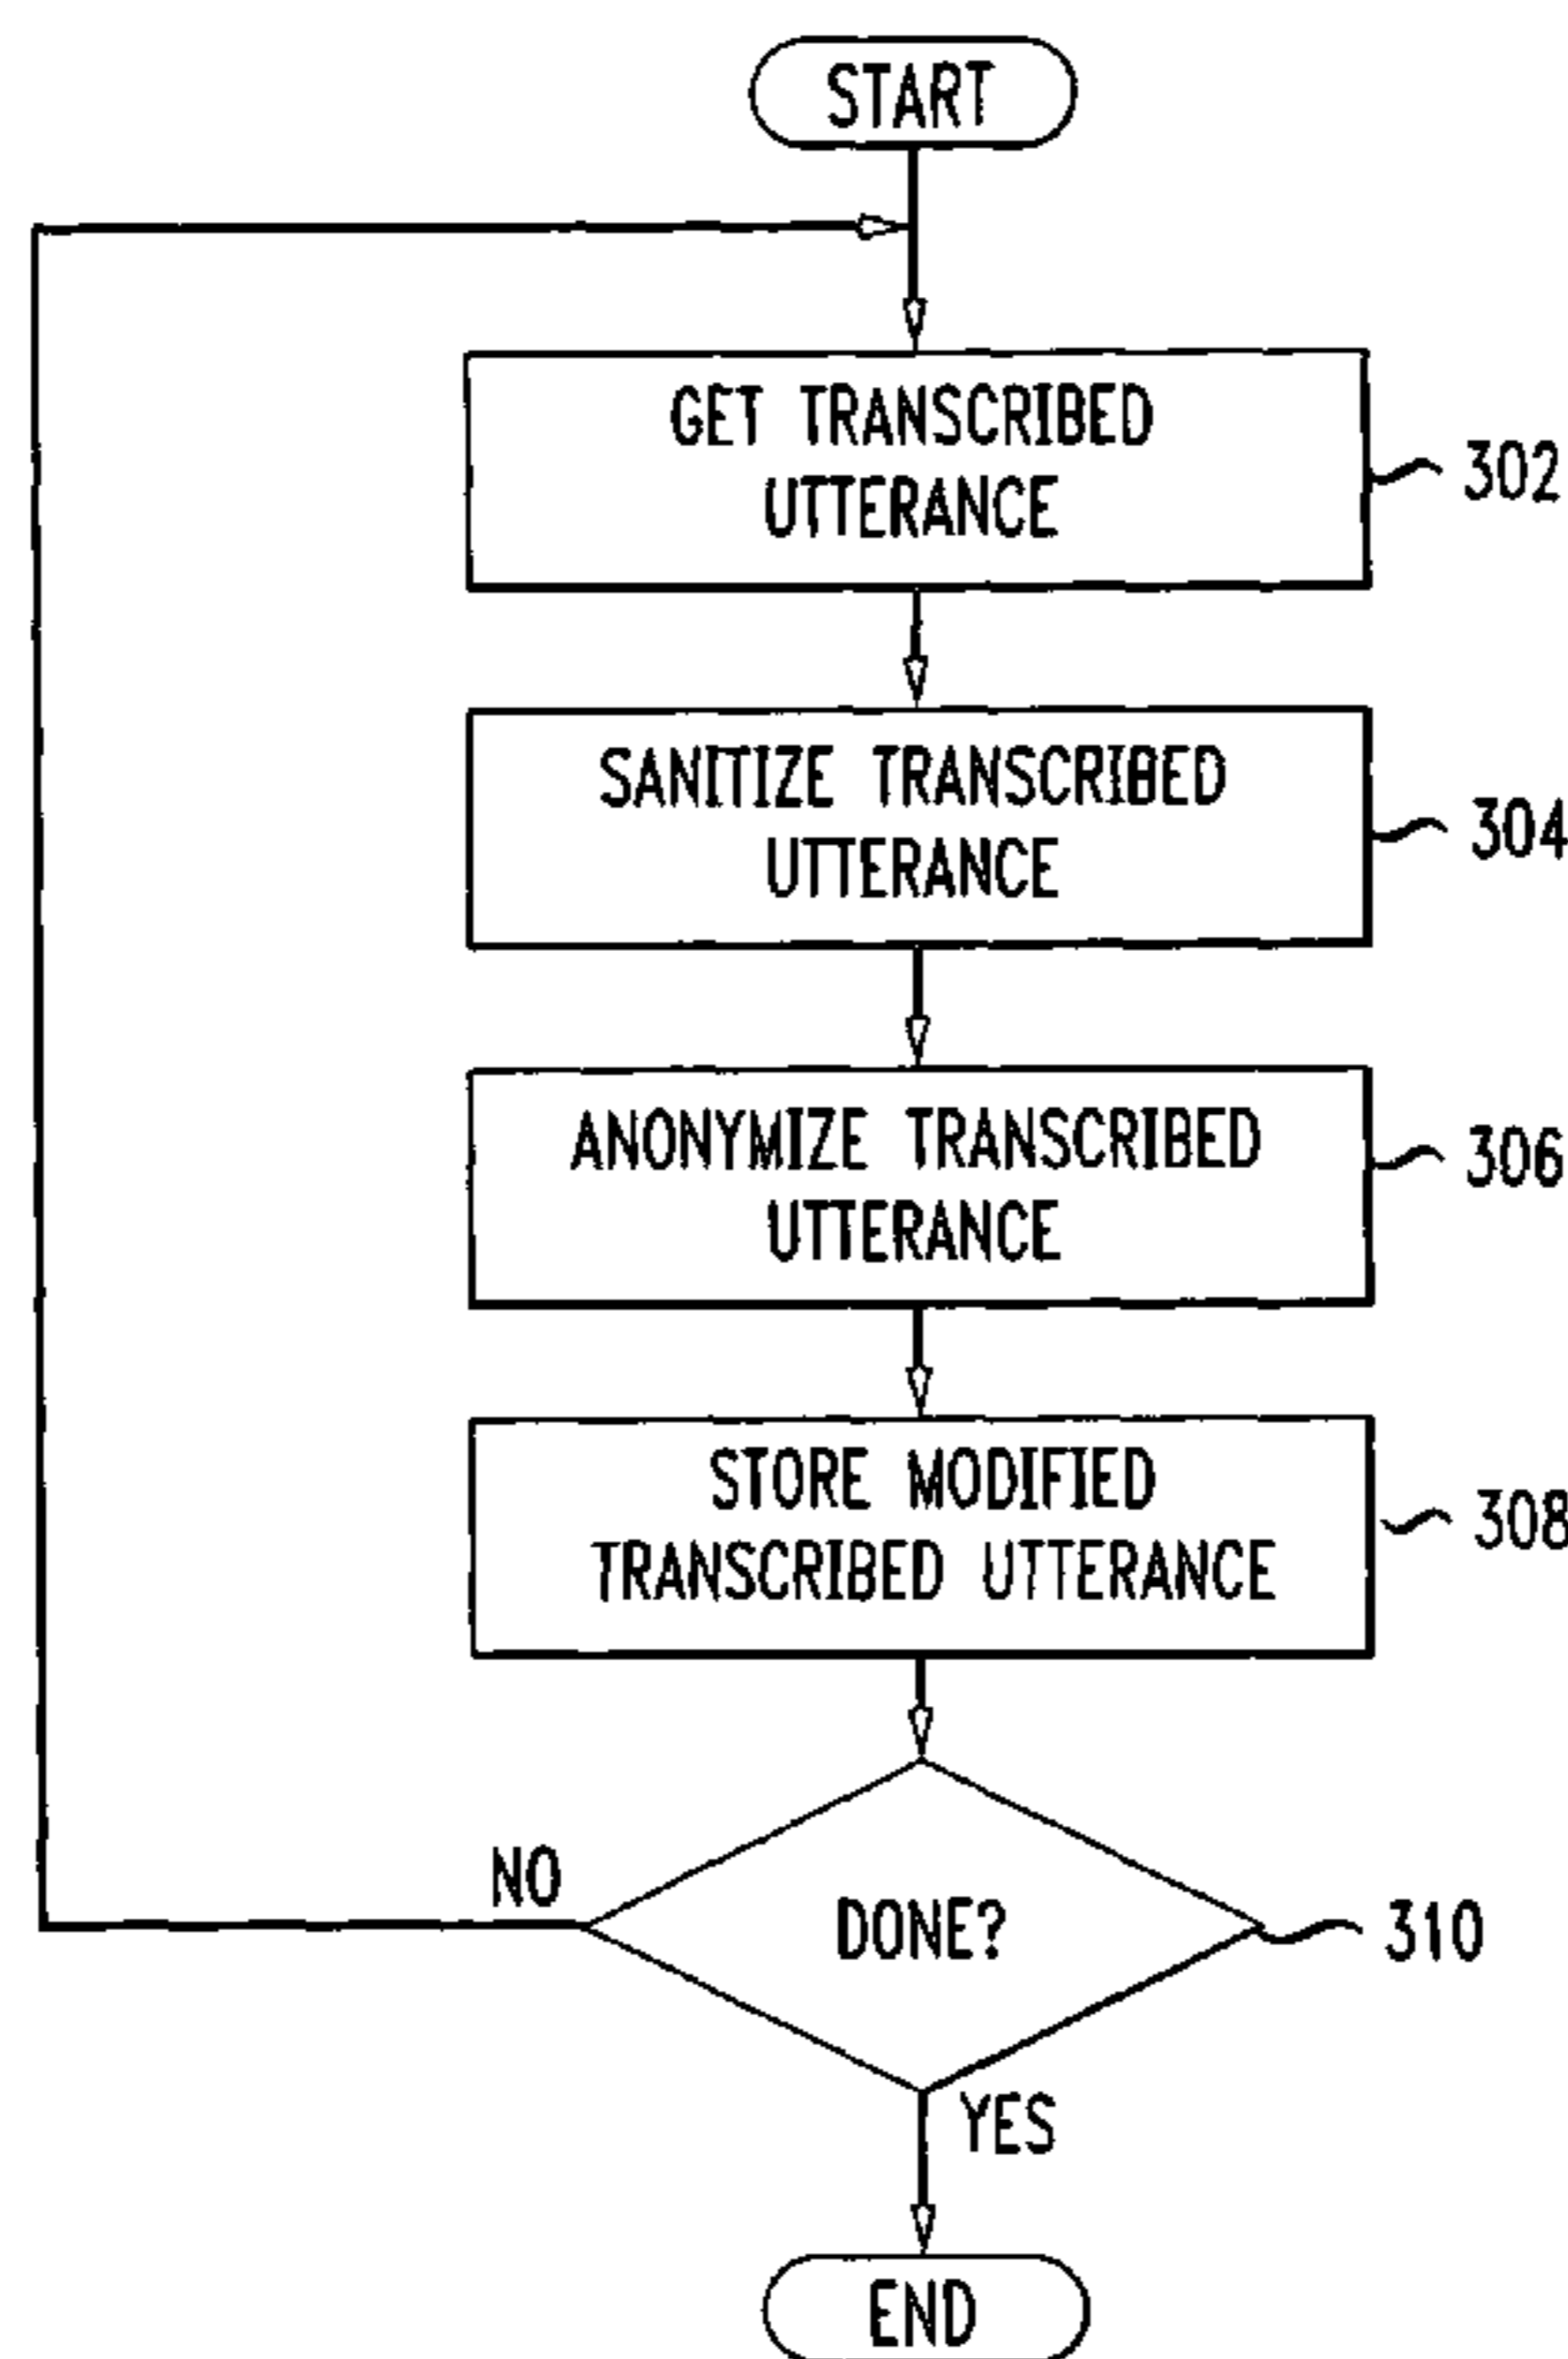 START
GET TRANSCRIBED
UTTERANCE
302
SANITIZE TRANSCRIBED
UTTERANCE
304
ANONYMIZE TRANSCRIBED
UTTERANCE
306
STORE MODIFIED
TRANSCRIBED UTTERANCE
308
NO
DONE?
310
YES
END